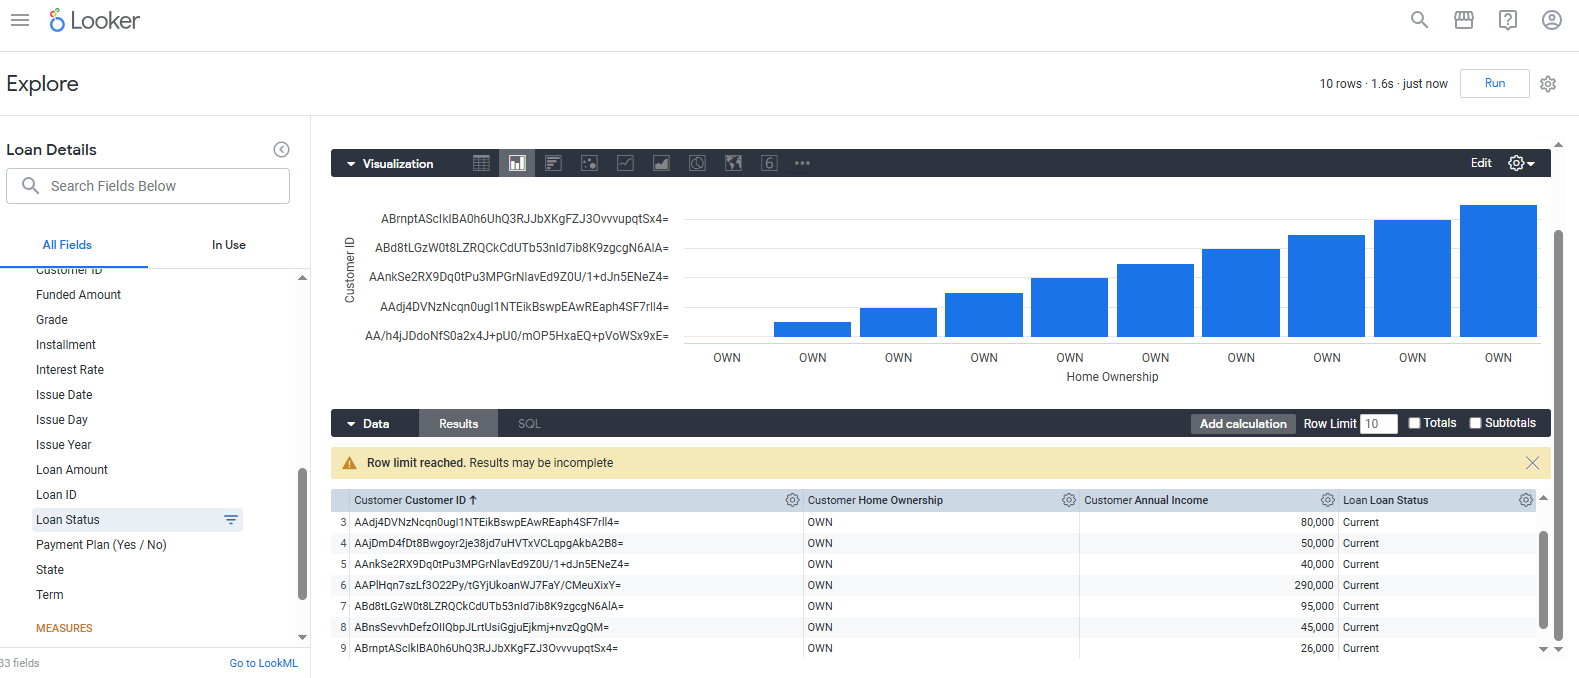 Looker
Explore
10 rows · 1.6s · just now
Run
Loan Details
Search Fields Below
All Fields
In Use
Customer ID
Funded Amount
Grade
Installment
Interest Rate
Issue Date
Issue Day
Issue Year
Loan Amount
Loan ID
Loan Status
Payment Plan (Yes / No)
State
Term
MEASURES
33 fields
Go to LookML
Visualization
6
Edit
Customer ID
ABrnptASclkIBA0h6UhQ3RJJbXKgFZJ3OvvvupqtSx4=
ABd8tLGzW0t8LZRQCkCdUTb53nId7ib8K9zgcgN6AlA=
AAnkSe2RX9Dq0tPu3MPGrNlavEd9Z0U/1+dJn5ENeZ4=
AAdj4DVNzNcqn0ugI1NTEikBswpEAwREaph4SF7rll4=
AA/h4jJDdoNfS0a2x4J+pU0/mOP5HxaEQ+pVoWSx9xE=
OWN OWN OWN OWN OWN OWN OWN OWN OWN OWN
Home Ownership
Data
Results
SQL
Add calculation
Row Limit 10
Totals
Subtotals
Row limit reached. Results may be incomplete
Customer Customer ID ↑ Customer Home Ownership Customer Annual Income Loan Loan Status
3 AAdj4DVNzNcqn0ugI1NTEikBswpEAwREaph4SF7rll4= OWN 80,000 Current
4 AAjDmD4fDt8Bwgoyr2je38jd7uHVTxVCLqpgAkbA2B8= OWN 50,000 Current
5 AAnkSe2RX9Dq0tPu3MPGrNlavEd9Z0U/1+dJn5ENeZ4= OWN 40,000 Current
6 AAPlHqn7szLf3O22Py/tGYjUkoanWJ7FaY/CMeuXixY= OWN 290,000 Current
7 ABd8tLGzW0t8LZRQCkCdUTb53nId7ib8K9zgcgN6AlA= OWN 95,000 Current
8 ABnsSevvhDefzOIIQbpJLrtUsiGgjuEjkmj+nvzQgQM= OWN 45,000 Current
9 ABrnptASclkIBA0h6UhQ3RJJbXKgFZJ3OvvvupqtSx4= OWN 26,000 Current